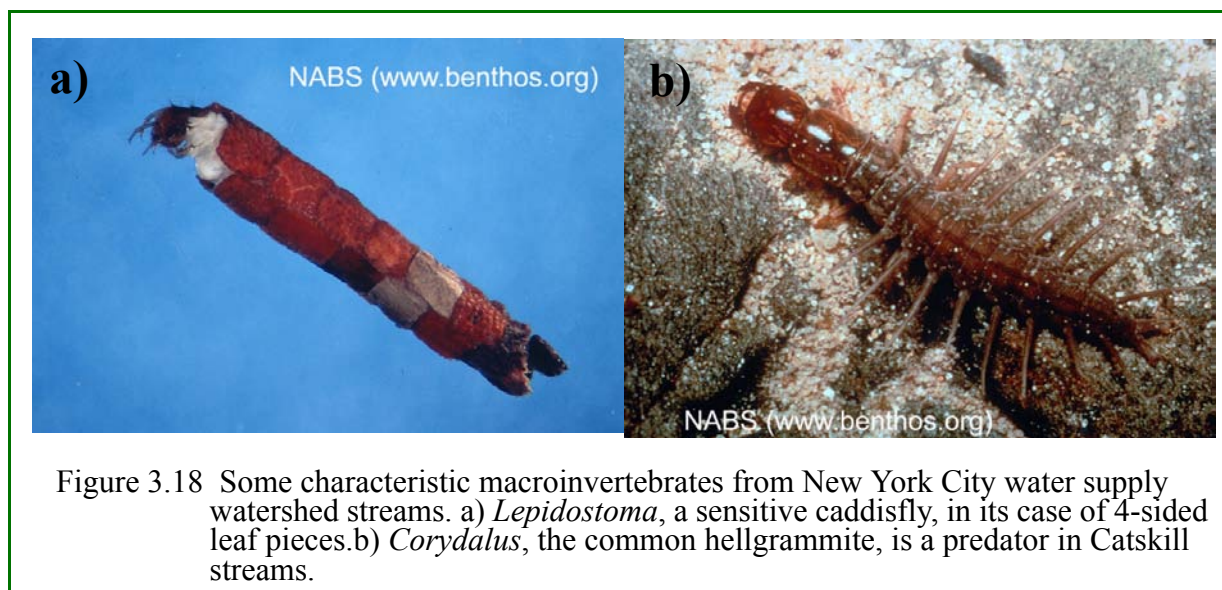 a)
NABS (www.benthos.org)
b)
NABS (www.benthos.org)
Figure 3.18 Some characteristic macroinvertebrates from New York City water supply
watershed streams. a) Lepidostoma, a sensitive caddisfly, in its case of 4-sided
leaf pieces.b) Corydalus, the common hellgrammite, is a predator in Catskill
streams.